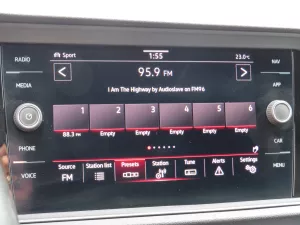 RADIO
MEDIA
PHONE
VOICE
Sport
1:55
23.0°C
NAV
APP
CAR
MENU
95.9 FM
I Am The Highway by Audioslave on FM96
1 2 3 4 5 6
88.3 FM Empty Empty Empty Empty Empty
Source Station list Presets Station Tune Alerts Settings
FM